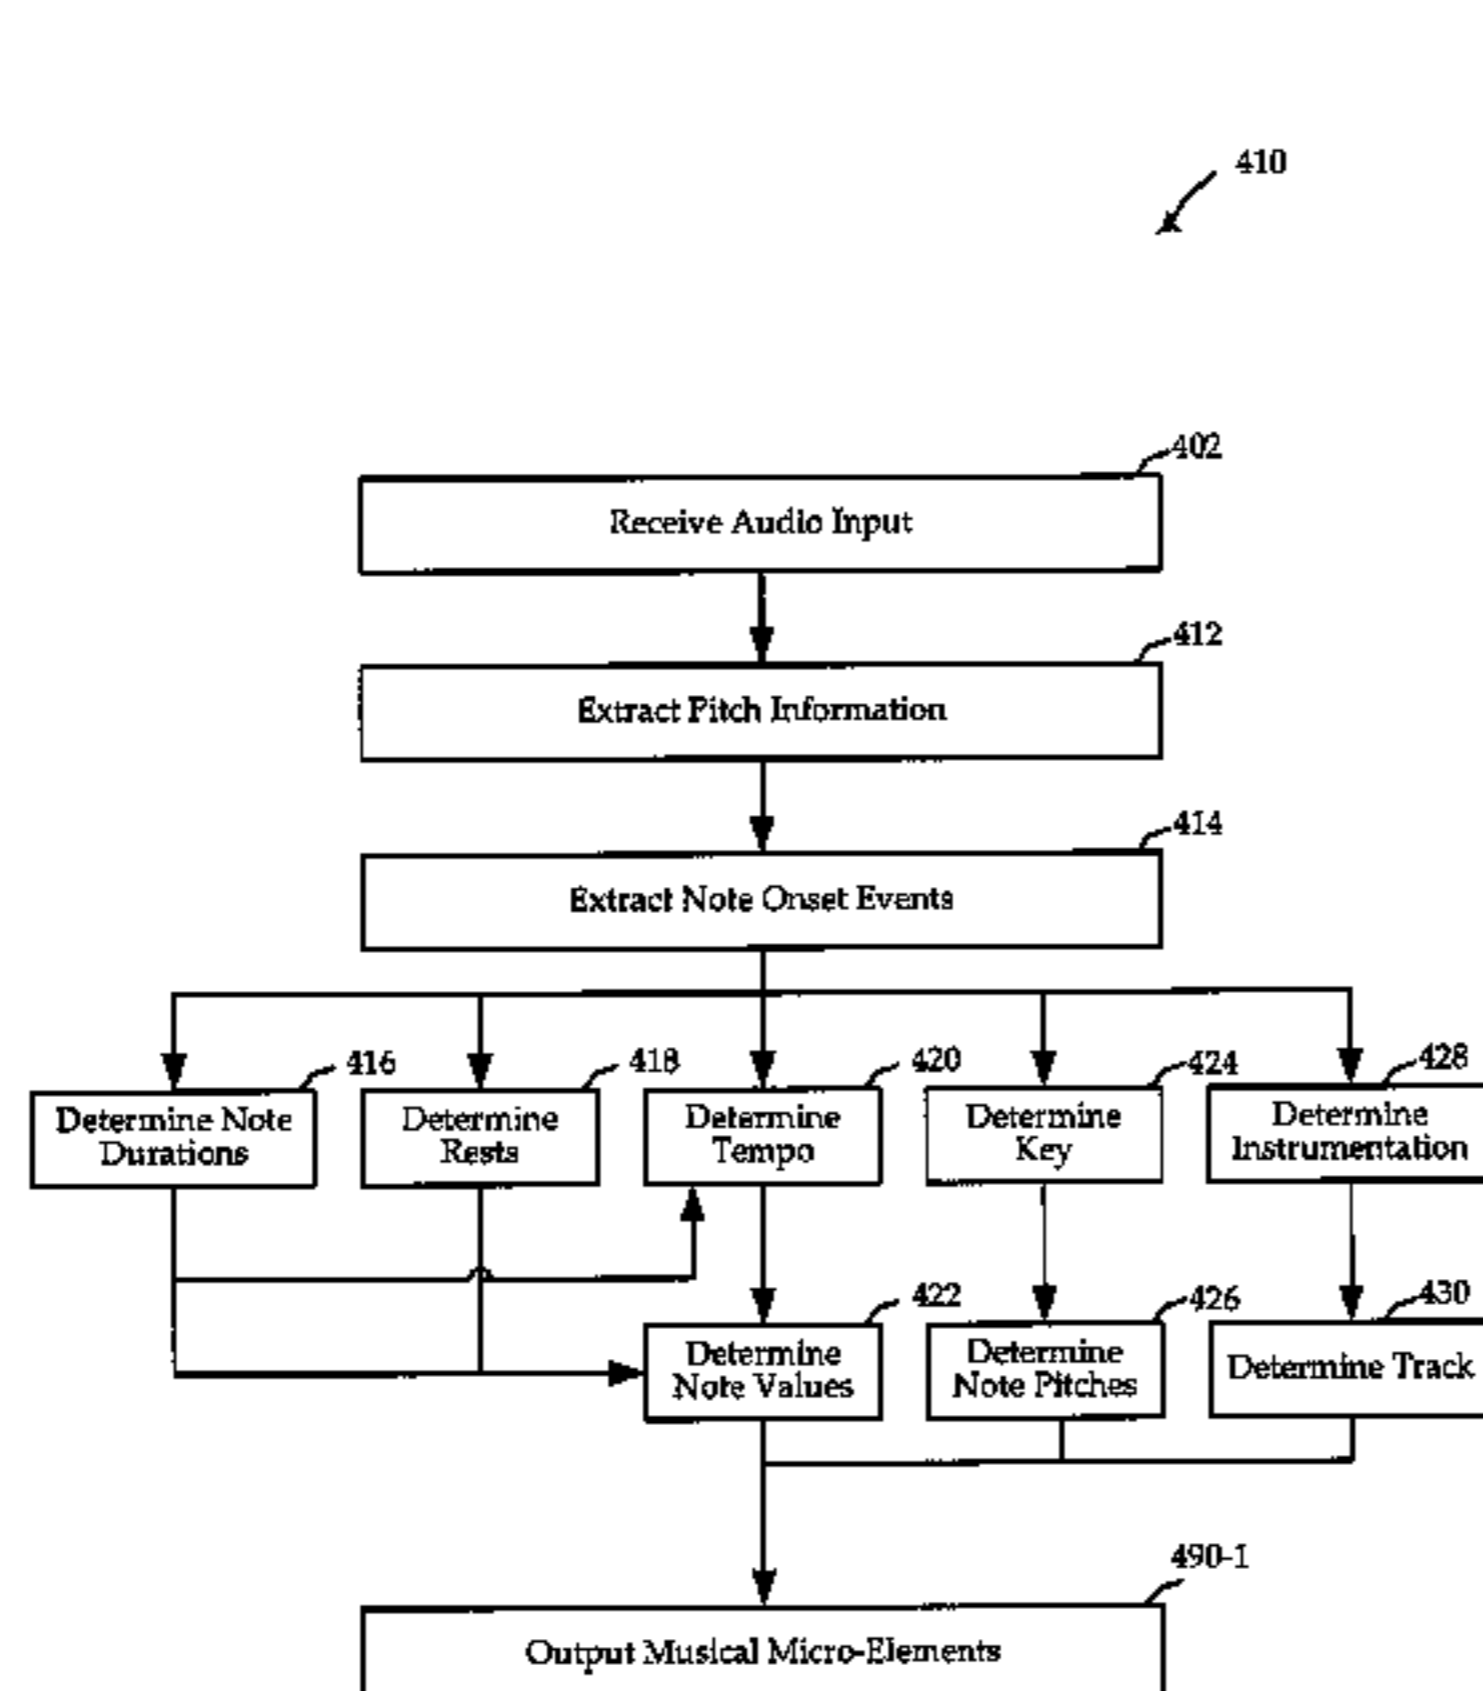 410
402
Receive Audio Input
412
Extract Pitch Information
414
Extract Note Onset Events
416
418
420
424
428
Determine Note
Durations
Determine
Rests
Determine
Tempo
Determine
Key
Determine
Instrumentation
422
426
430
Determine
Note Values
Determine
Note Pitches
Determine Track
490-1
Output Musical Micro-Elements